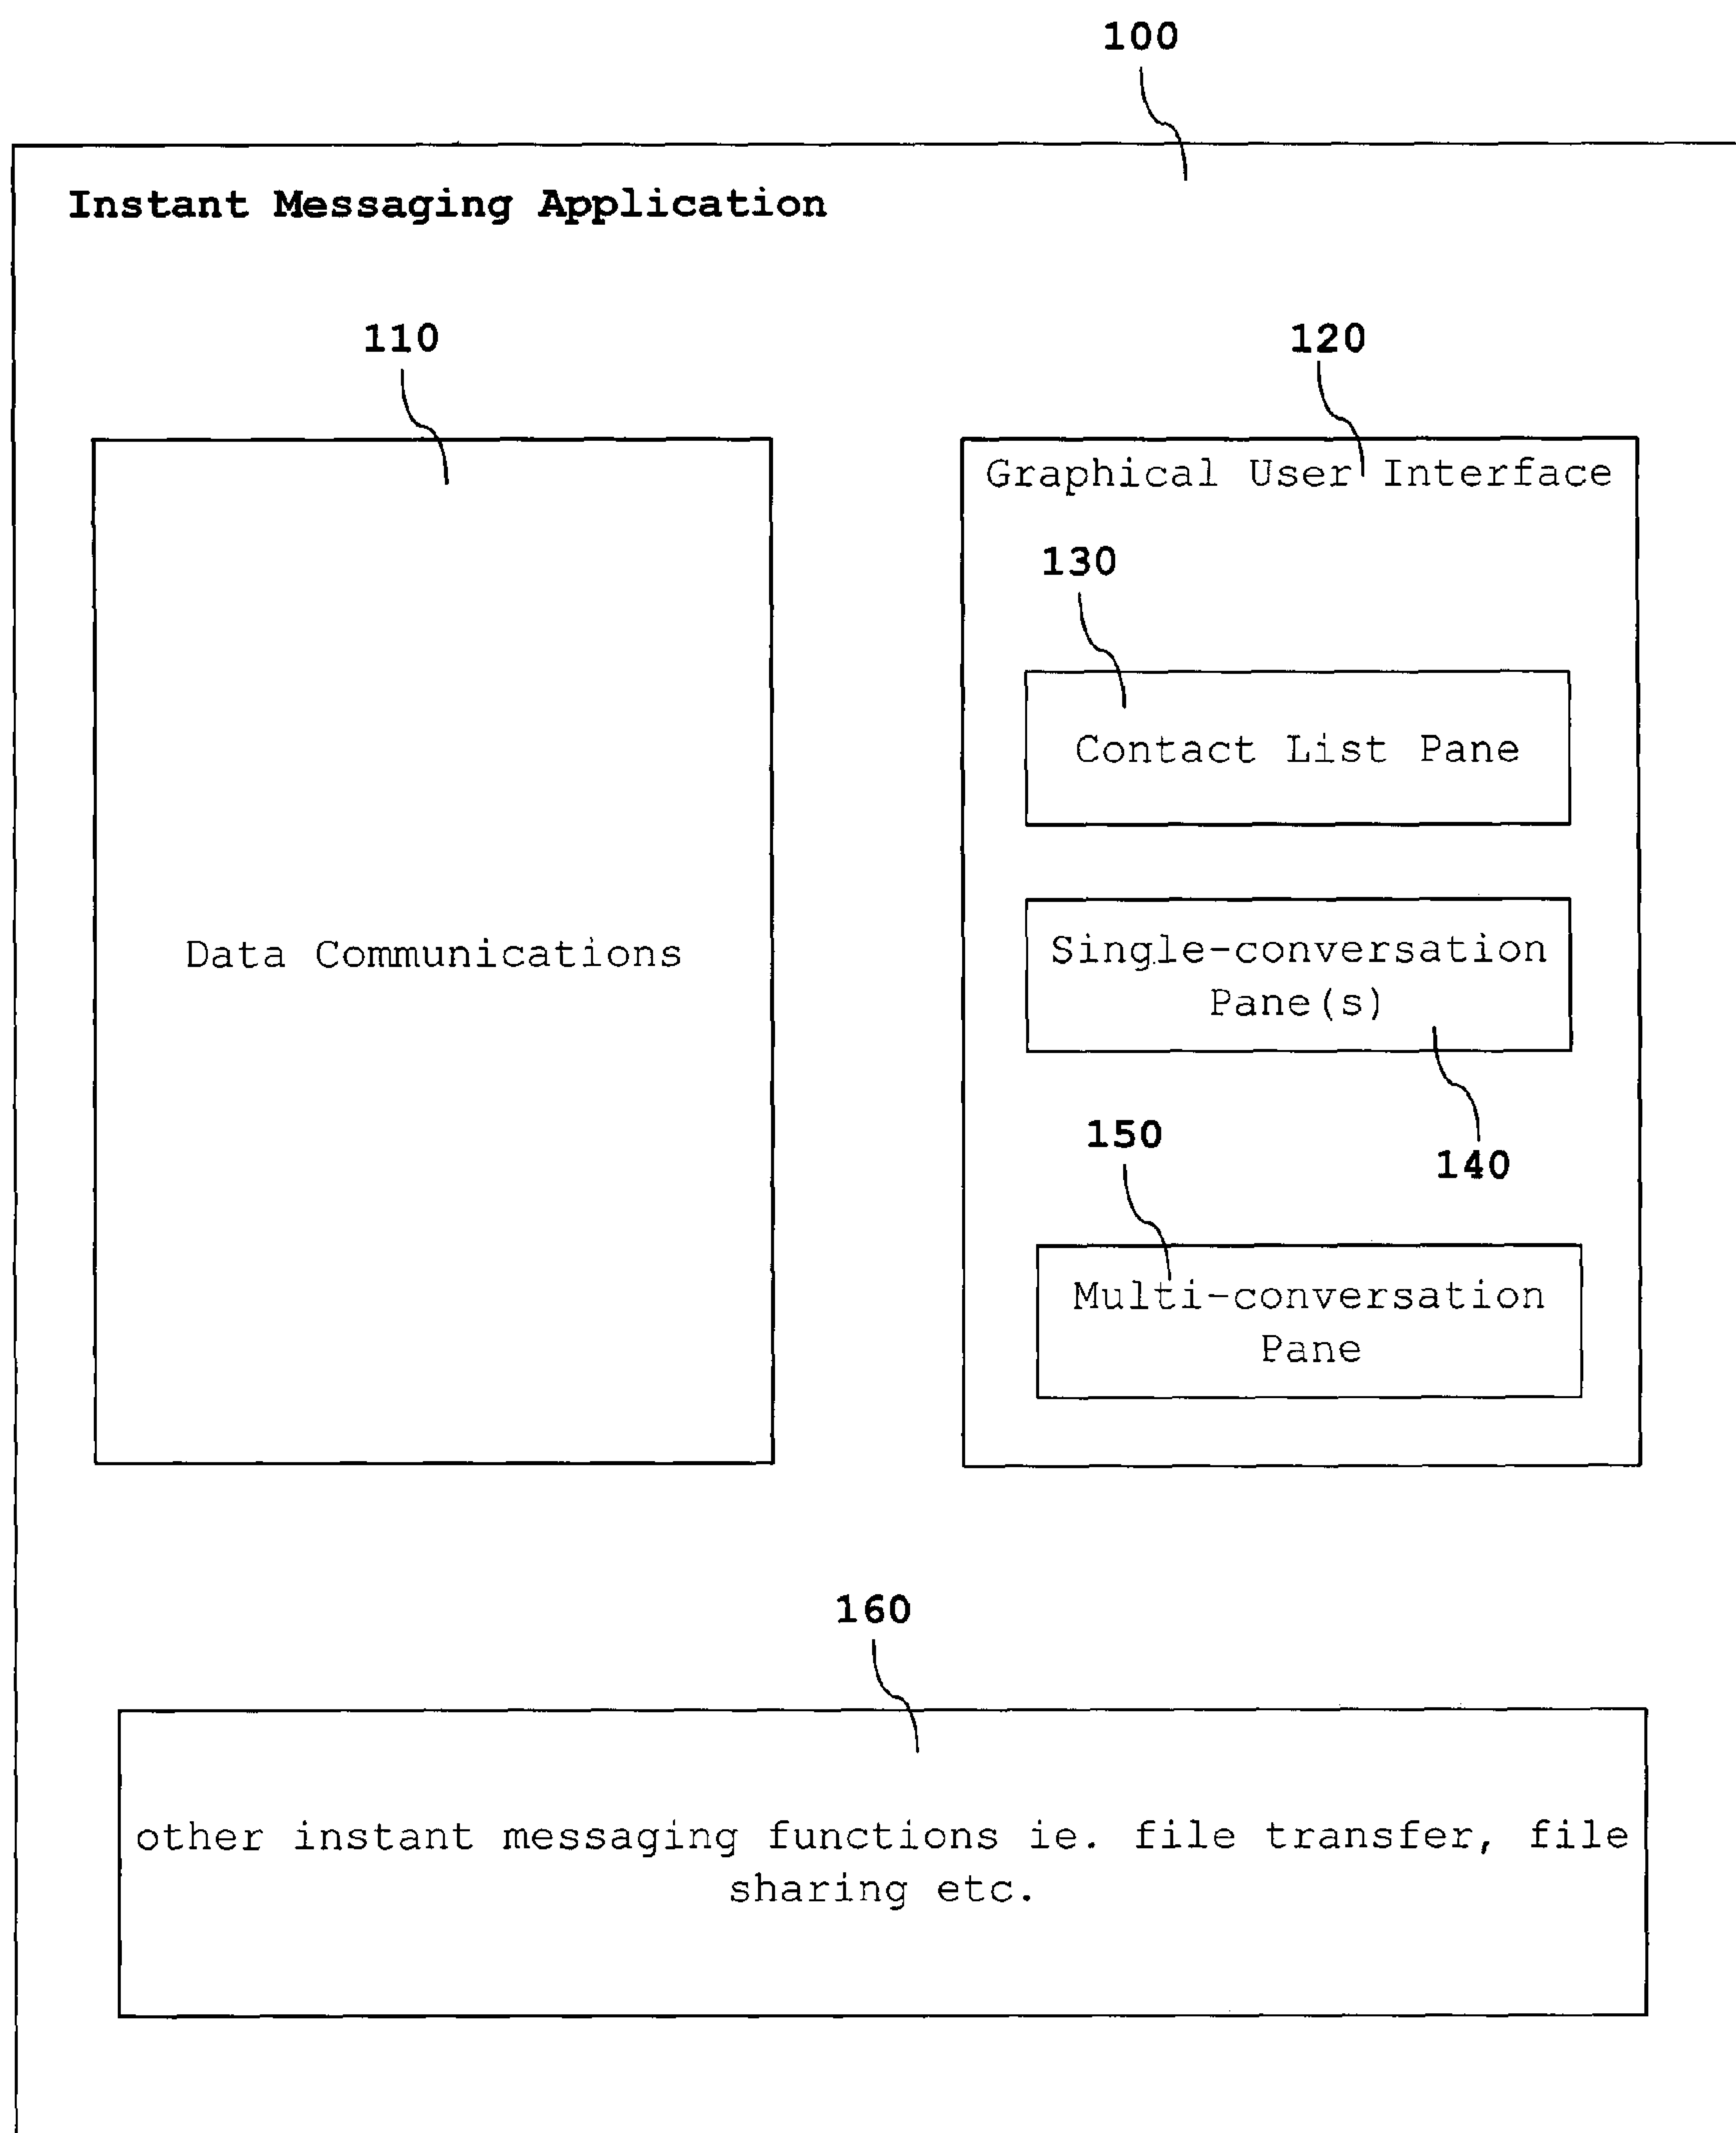 100
Instant Messaging Application
110
120
Graphical User Interface
130
Contact List Pane
Single-conversation
Pane(s)
Data Communications
140
150
Multi-conversation
Pane
160
other instant messaging functions ie. file transfer, file
sharing etc.